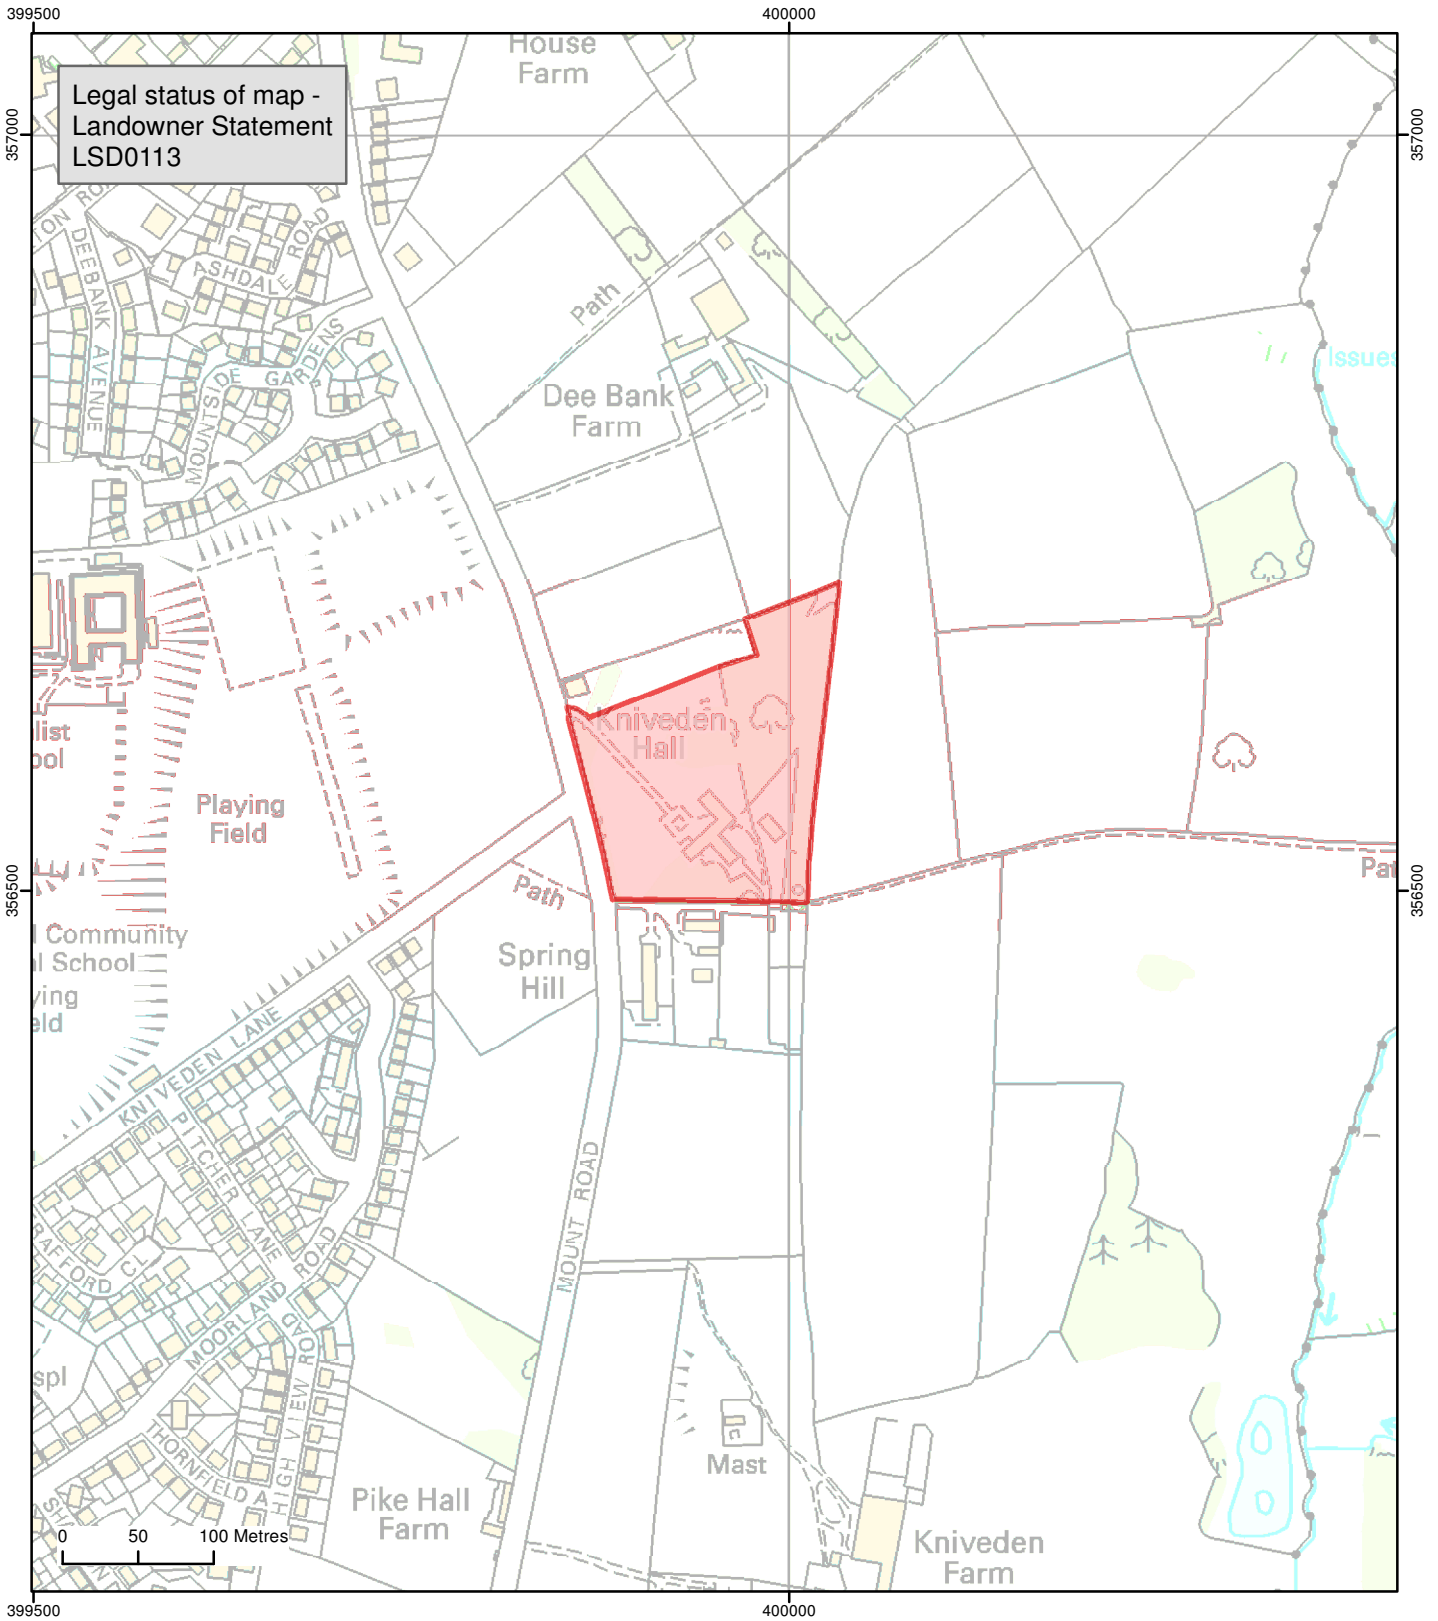 399500
400000
House
Farm
Legal status of map -
Landowner Statement
LSD0113
357000
357000
DEEBANK
AVENUE
ASHDALE
ROAD
Path
MOUNTSIDE
GARDENS
Issues
Dee Bank
Farm
Kniveden
Hall
Playing
Field
Path
356500
356500
Community
School
Spring
Hill
KNIVEDEN LANE
PITCHER
LANE
MOUNT ROAD
CL
MOORLAND ROAD
HIGH VIEW ROAD
THORNFIELD
Mast
Pike Hall
Farm
Kniveden
Farm
0 50 100 Metres
399500
400000